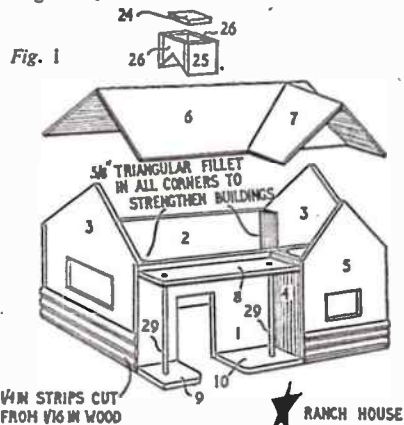 24
26
Fig. 1
26
25
6
7
5/8" TRIANGULAR FILLET
IN ALL CORNERS TO
STRENGTHEN BUILDINGS
3
2
3
5
8
4
29
1
29
10
9
1/4 IN STRIPS CUT
FROM 1/16 IN WOOD
RANCH HOUSE